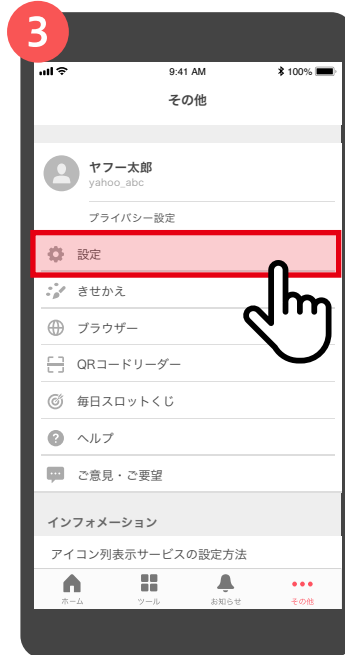 3
9:41 AM
100%
その他
ヤフー太郎
yahoo_abc
プライバシー設定
設定
きせかえ
ブラウザー
QRコードリーダー
毎日スロットくじ
ヘルプ
ご意見・ご要望
インフォメーション
アイコン列表示サービスの設定方法
ホーム
ツール
お知らせ
その他